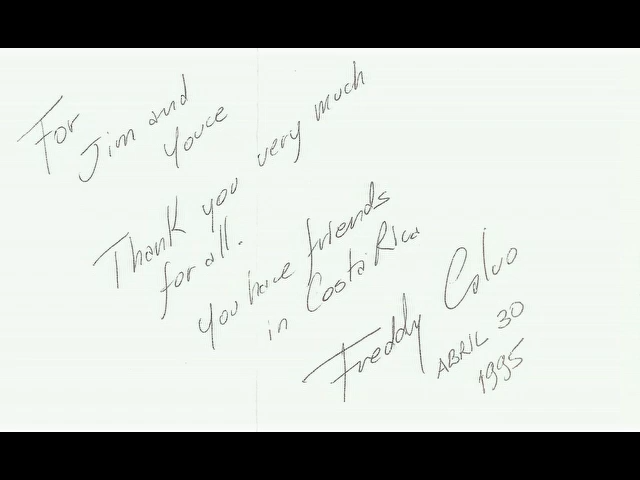 For
Jim and
Youce
Thank you very much
for all.
You have friends
in Costa Rica
Freddy Calvo
ABRIL 30
1995